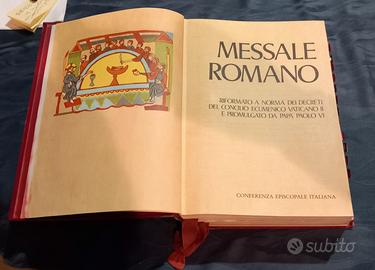 MESSALE
ROMANO
RIFORMATO A NORMA DEI DECRETI
DEL CONCILIO ECUMENICO VATICANO II
E PROMULGATO DA PAPA PAOLO VI
CONFERENZA EPISCOPALE ITALIANA
subito